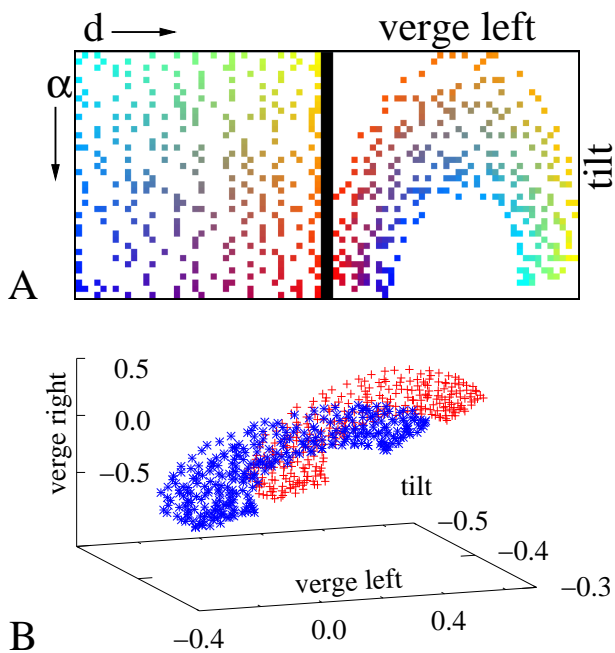 d verge left
α
tilt
A
0.5
0.0
−0.5
verge right
tilt
−0.5
−0.4
−0.3
verge left
−0.4 0.0 0.4
B